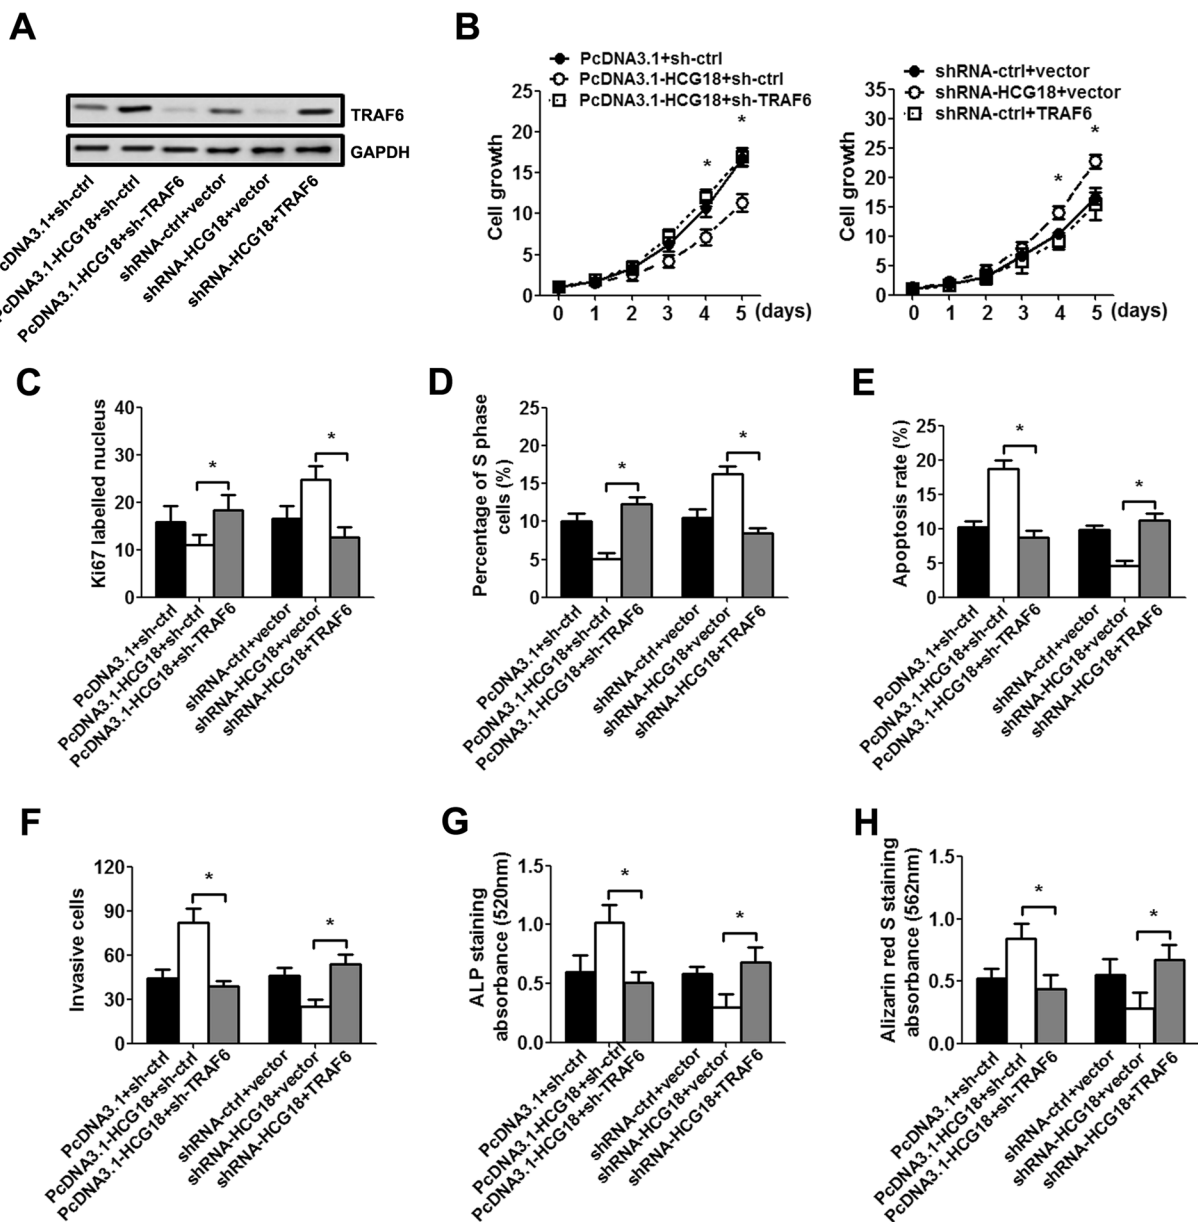 A
TRAF6
GAPDH
cDNA3.1+sh-ctrl
PcDNA3.1-HCG18+sh-ctrl
PcDNA3.1-HCG18+sh-TRAF6
shRNA-ctrl+vector
shRNA-HCG18+vector
shRNA-HCG18+TRAF6
B
PcDNA3.1+sh-ctrl
PcDNA3.1-HCG18+sh-ctrl
PcDNA3.1-HCG18+sh-TRAF6
Cell growth
25
20
15
10
5
0
* *
0 1 2 3 4 5 (days)
shRNA-ctrl+vector
shRNA-HCG18+vector
shRNA-ctrl+TRAF6
Cell growth
35
30
25
20
15
10
5
0
* *
0 1 2 3 4 5 (days)
C
Ki67 labelled nucleus
40
30
20
10
0
* *
PcDNA3.1+sh-ctrl
PcDNA3.1-HCG18+sh-ctrl
PcDNA3.1-HCG18+sh-TRAF6
shRNA-ctrl+vector
shRNA-HCG18+vector
shRNA-HCG18+TRAF6
D
Percentage of S phase
cells (%)
25
20
15
10
5
0
* *
PcDNA3.1+sh-ctrl
PcDNA3.1-HCG18+sh-ctrl
PcDNA3.1-HCG18+sh-TRAF6
shRNA-ctrl+vector
shRNA-HCG18+vector
shRNA-HCG18+TRAF6
E
Apoptosis rate (%)
25
20
15
10
5
0
* *
PcDNA3.1+sh-ctrl
PcDNA3.1-HCG18+sh-ctrl
PcDNA3.1-HCG18+sh-TRAF6
shRNA-ctrl+vector
shRNA-HCG18+vector
shRNA-HCG18+TRAF6
F
Invasive cells
120
90
60
30
0
* *
PcDNA3.1+sh-ctrl
PcDNA3.1-HCG18+sh-ctrl
PcDNA3.1-HCG18+sh-TRAF6
shRNA-ctrl+vector
shRNA-HCG18+vector
shRNA-HCG18+TRAF6
G
ALP staining
absorbance (520nm)
1.5
1.0
0.5
0.0
* *
PcDNA3.1+sh-ctrl
PcDNA3.1-HCG18+sh-ctrl
PcDNA3.1-HCG18+sh-TRAF6
shRNA-ctrl+vector
shRNA-HCG18+vector
shRNA-HCG18+TRAF6
H
Alizarin red S staining
absorbance (562nm)
1.5
1.0
0.5
0.0
* *
PcDNA3.1+sh-ctrl
PcDNA3.1-HCG18+sh-ctrl
PcDNA3.1-HCG18+sh-TRAF6
shRNA-ctrl+vector
shRNA-HCG18+vector
shRNA-HCG18+TRAF6